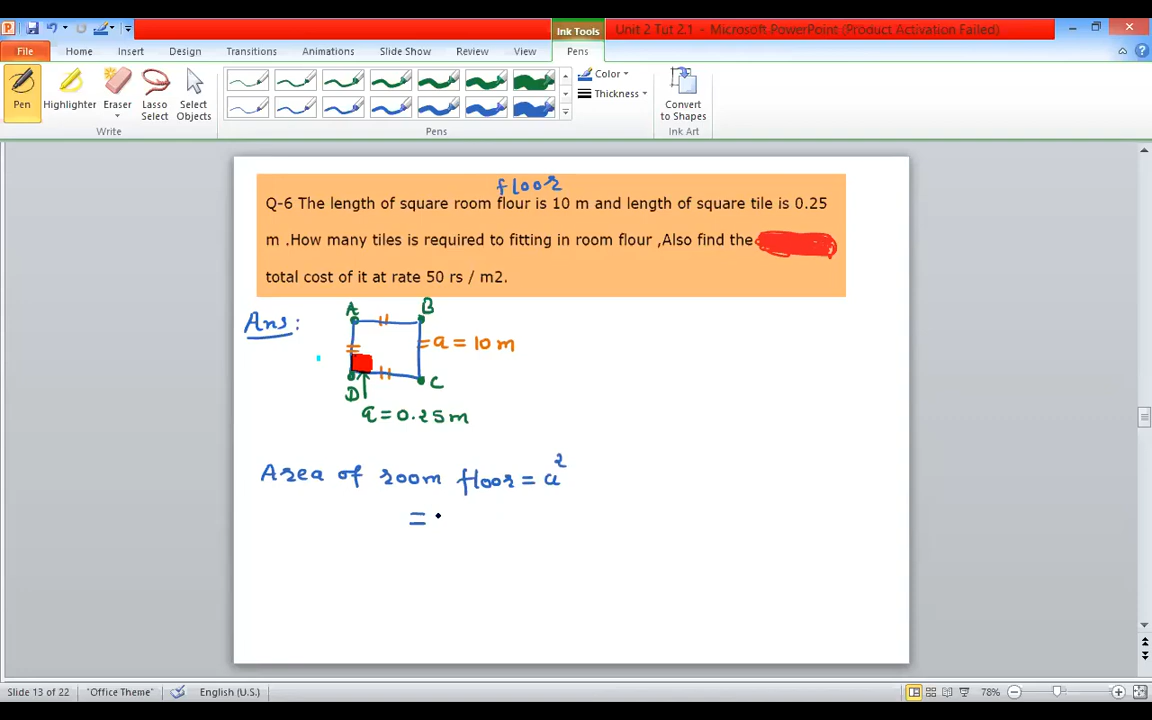 Ink Tools
Unit 2 Tut 2.1 - Microsoft PowerPoint (Product Activation Failed)
File Home Insert Design Transitions Animations Slide Show Review View Pens
Pen Highlighter Eraser Lasso Select Select Objects
Color
Thickness
Convert to Shapes
Write Pens Ink Art
floor
Q-6 The length of square room flour is 10 m and length of square tile is 0.25
m .How many tiles is required to fitting in room flour ,Also find the
total cost of it at rate 50 rs / m2.
Ans:
A B
a = 10 m
D C
a = 0.25 m
Area of room floor = a²
=
Slide 13 of 22 "Office Theme" English (U.S.) 78%